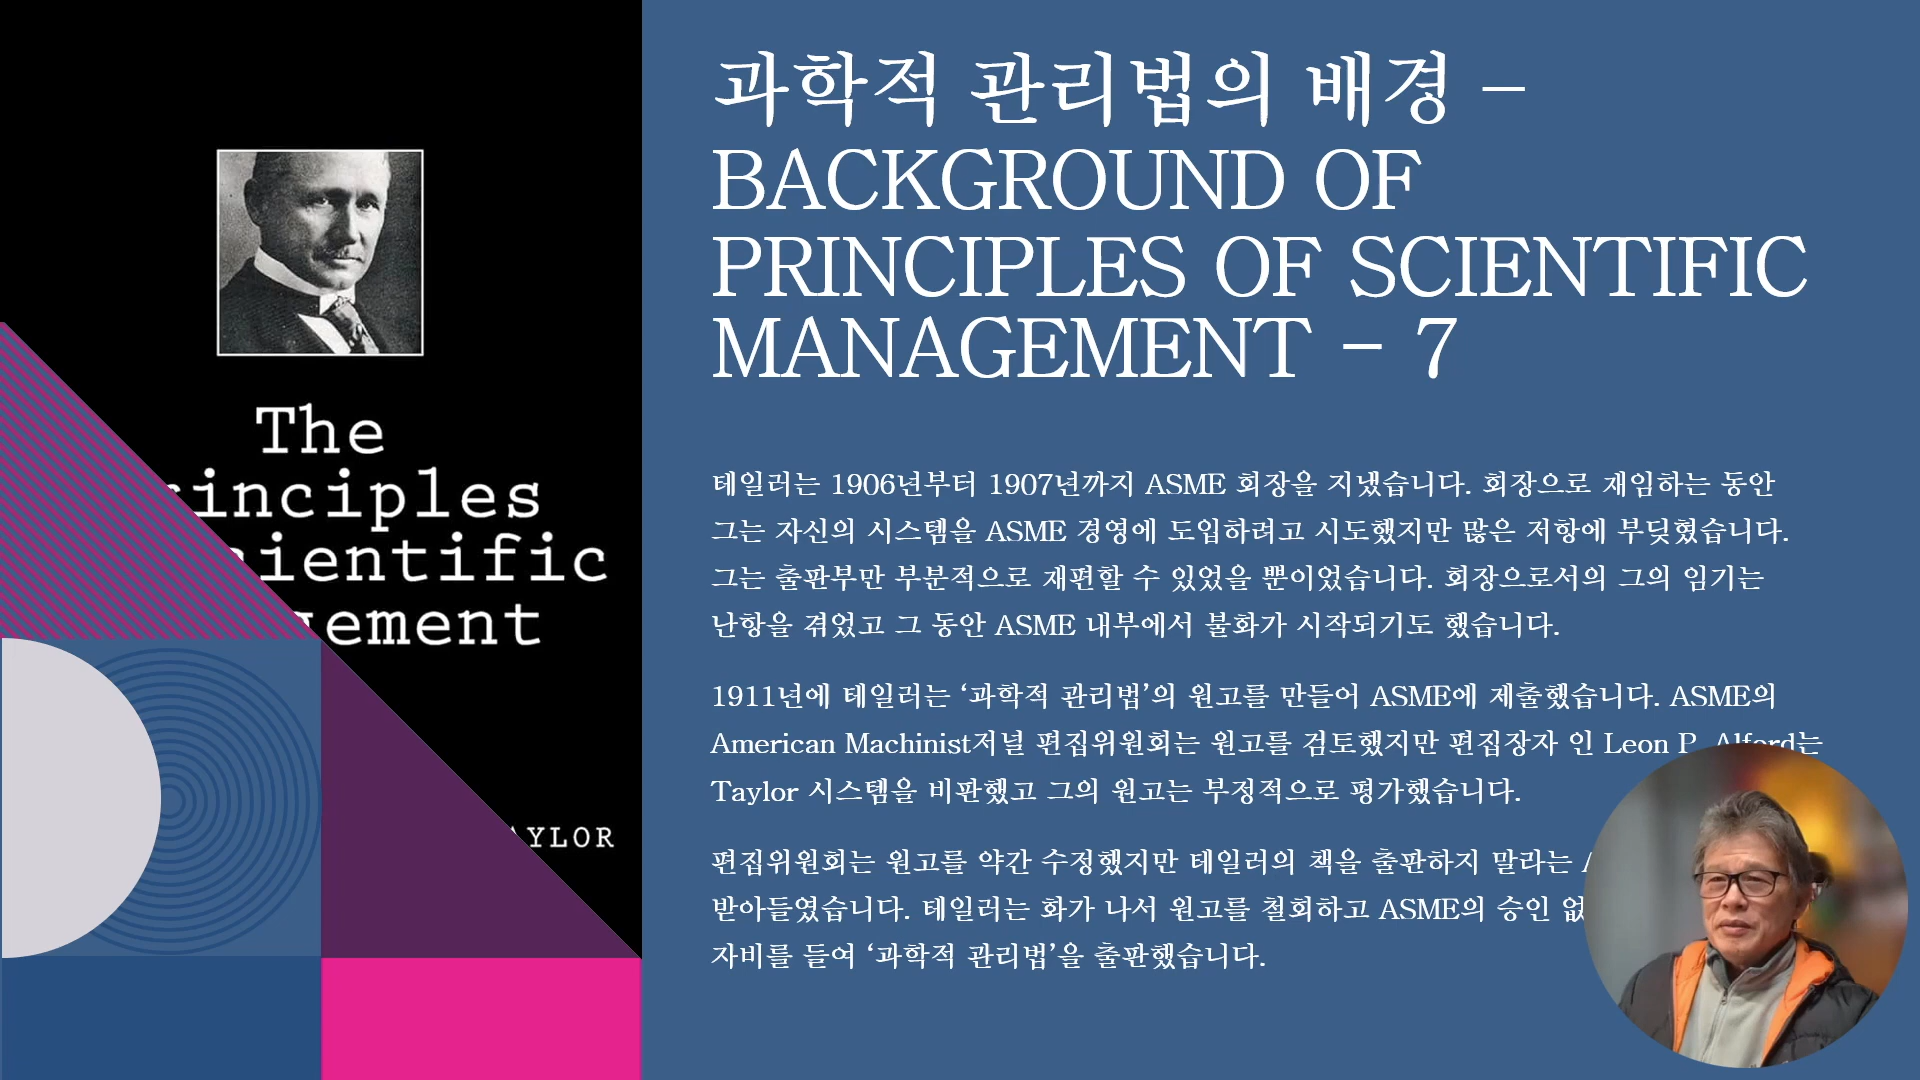 The
inciples
ientific
ement
AYLOR
과학적 관리법의 배경 –
BACKGROUND OF
PRINCIPLES OF SCIENTIFIC
MANAGEMENT – 7
테일러는 1906년부터 1907년까지 ASME 회장을 지냈습니다. 회장으로 재임하는 동안
그는 자신의 시스템을 ASME 경영에 도입하려고 시도했지만 많은 저항에 부딪혔습니다.
그는 출판부만 부분적으로 재편할 수 있었을 뿐이었습니다. 회장으로서의 그의 임기는
난항을 겪었고 그 동안 ASME 내부에서 불화가 시작되기도 했습니다.
1911년에 테일러는 ‘과학적 관리법’의 원고를 만들어 ASME에 제출했습니다. ASME의
American Machinist저널 편집위원회는 원고를 검토했지만 편집장자 인 Leon P. Alford는
Taylor 시스템을 비판했고 그의 원고는 부정적으로 평가했습니다.
편집위원회는 원고를 약간 수정했지만 테일러의 책을 출판하지 말라는
받아들였습니다. 테일러는 화가 나서 원고를 철회하고 ASME의 승인 없
자비를 들여 ‘과학적 관리법’을 출판했습니다.